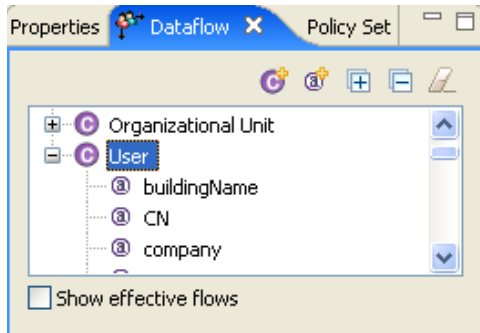 Properties Dataflow Policy Set
Organizational Unit
User
buildingName
CN
company
Show effective flows